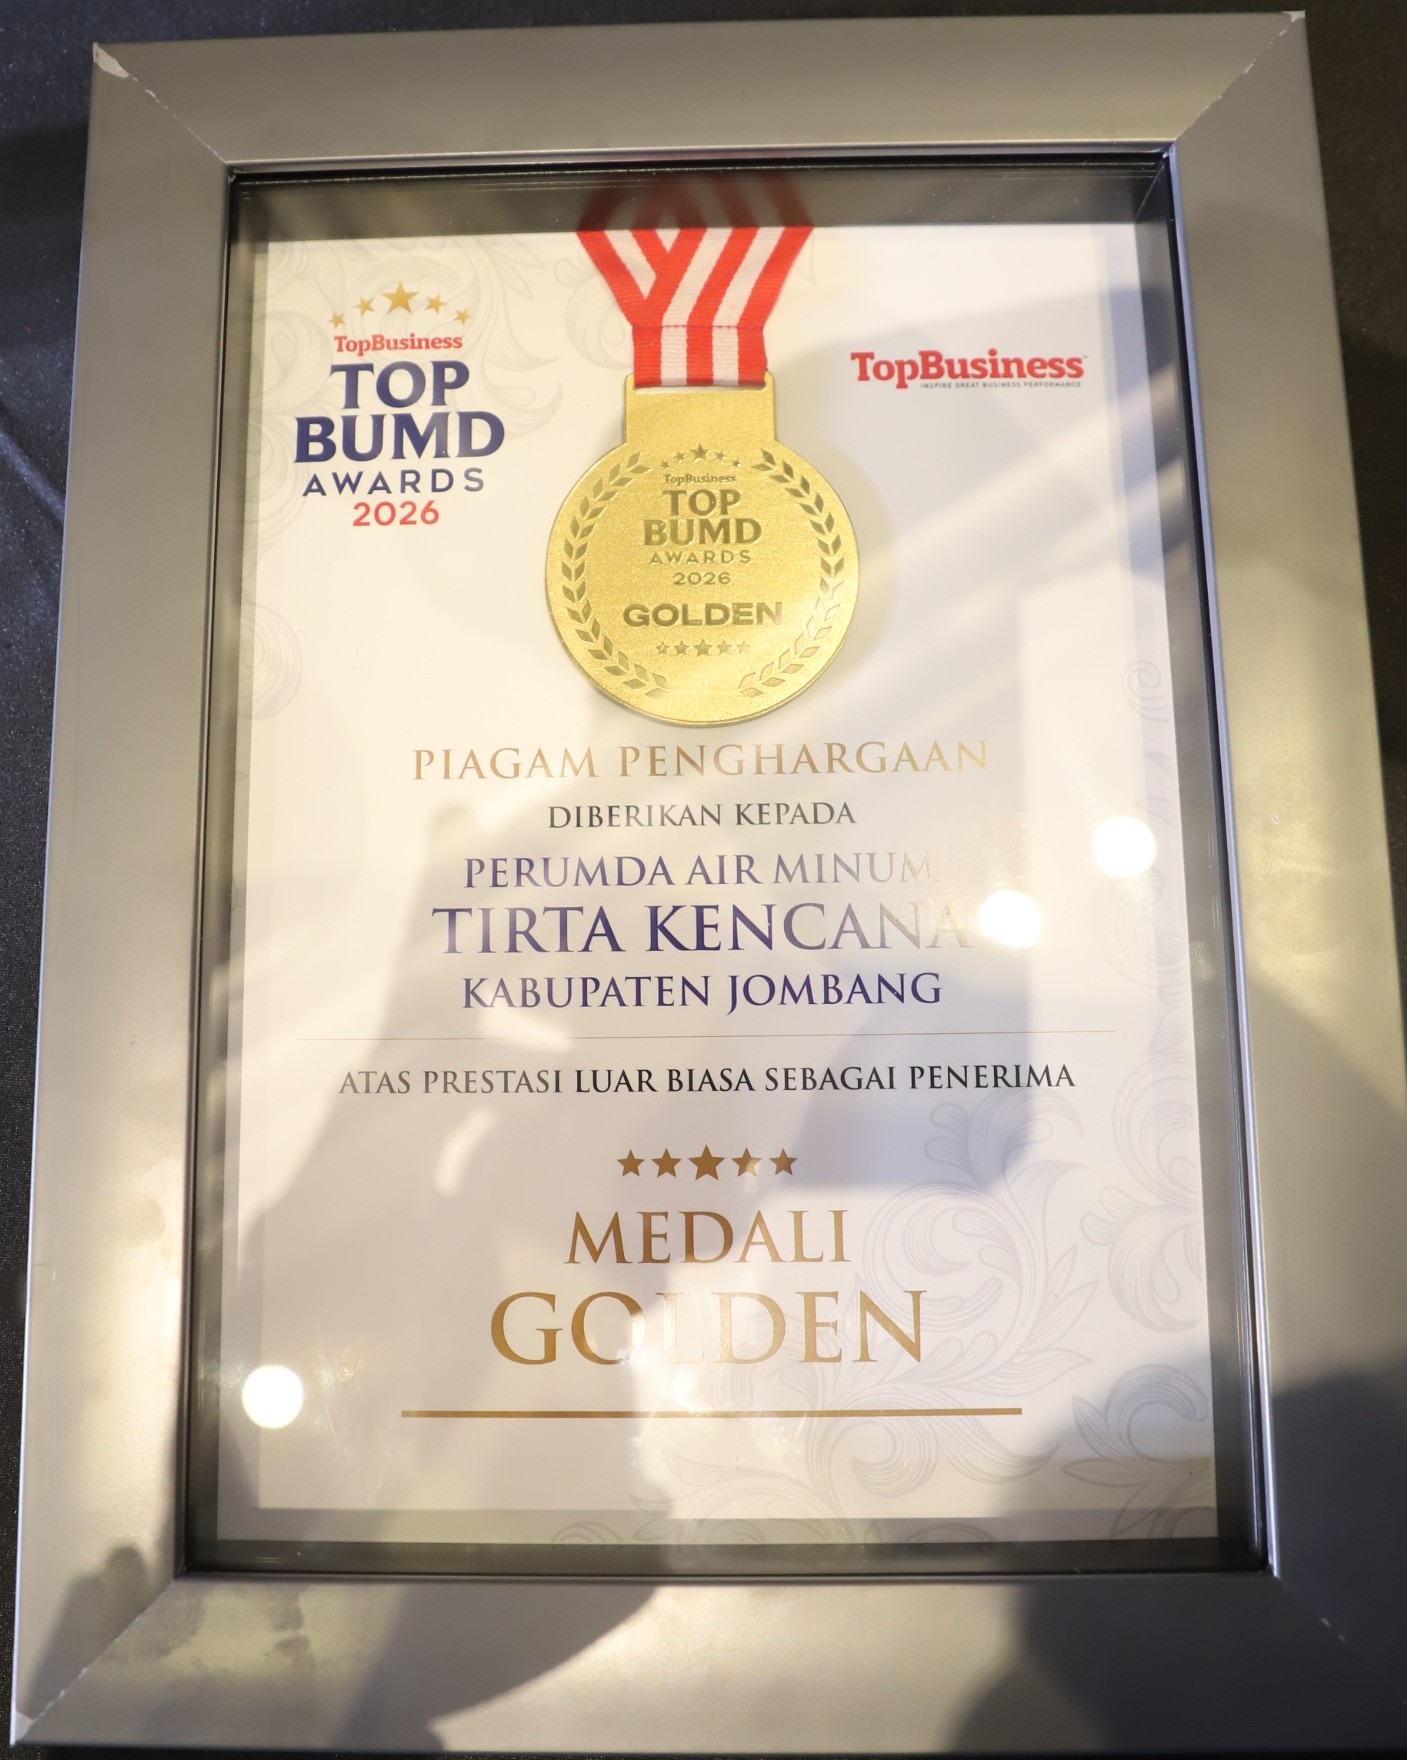 TopBusiness
TOP
BUMD
AWARDS
2026
TopBusiness
INSPIRE GREAT BUSINESS PERFORMANCE
TopBusiness
TOP
BUMD
AWARDS
2026
GOLDEN
PIAGAM PENGHARGAAN
DIBERIKAN KEPADA
PERUMDA AIR MINUM
TIRTA KENCANA
KABUPATEN JOMBANG
ATAS PRESTASI LUAR BIASA SEBAGAI PENERIMA
MEDALI
GOLDEN